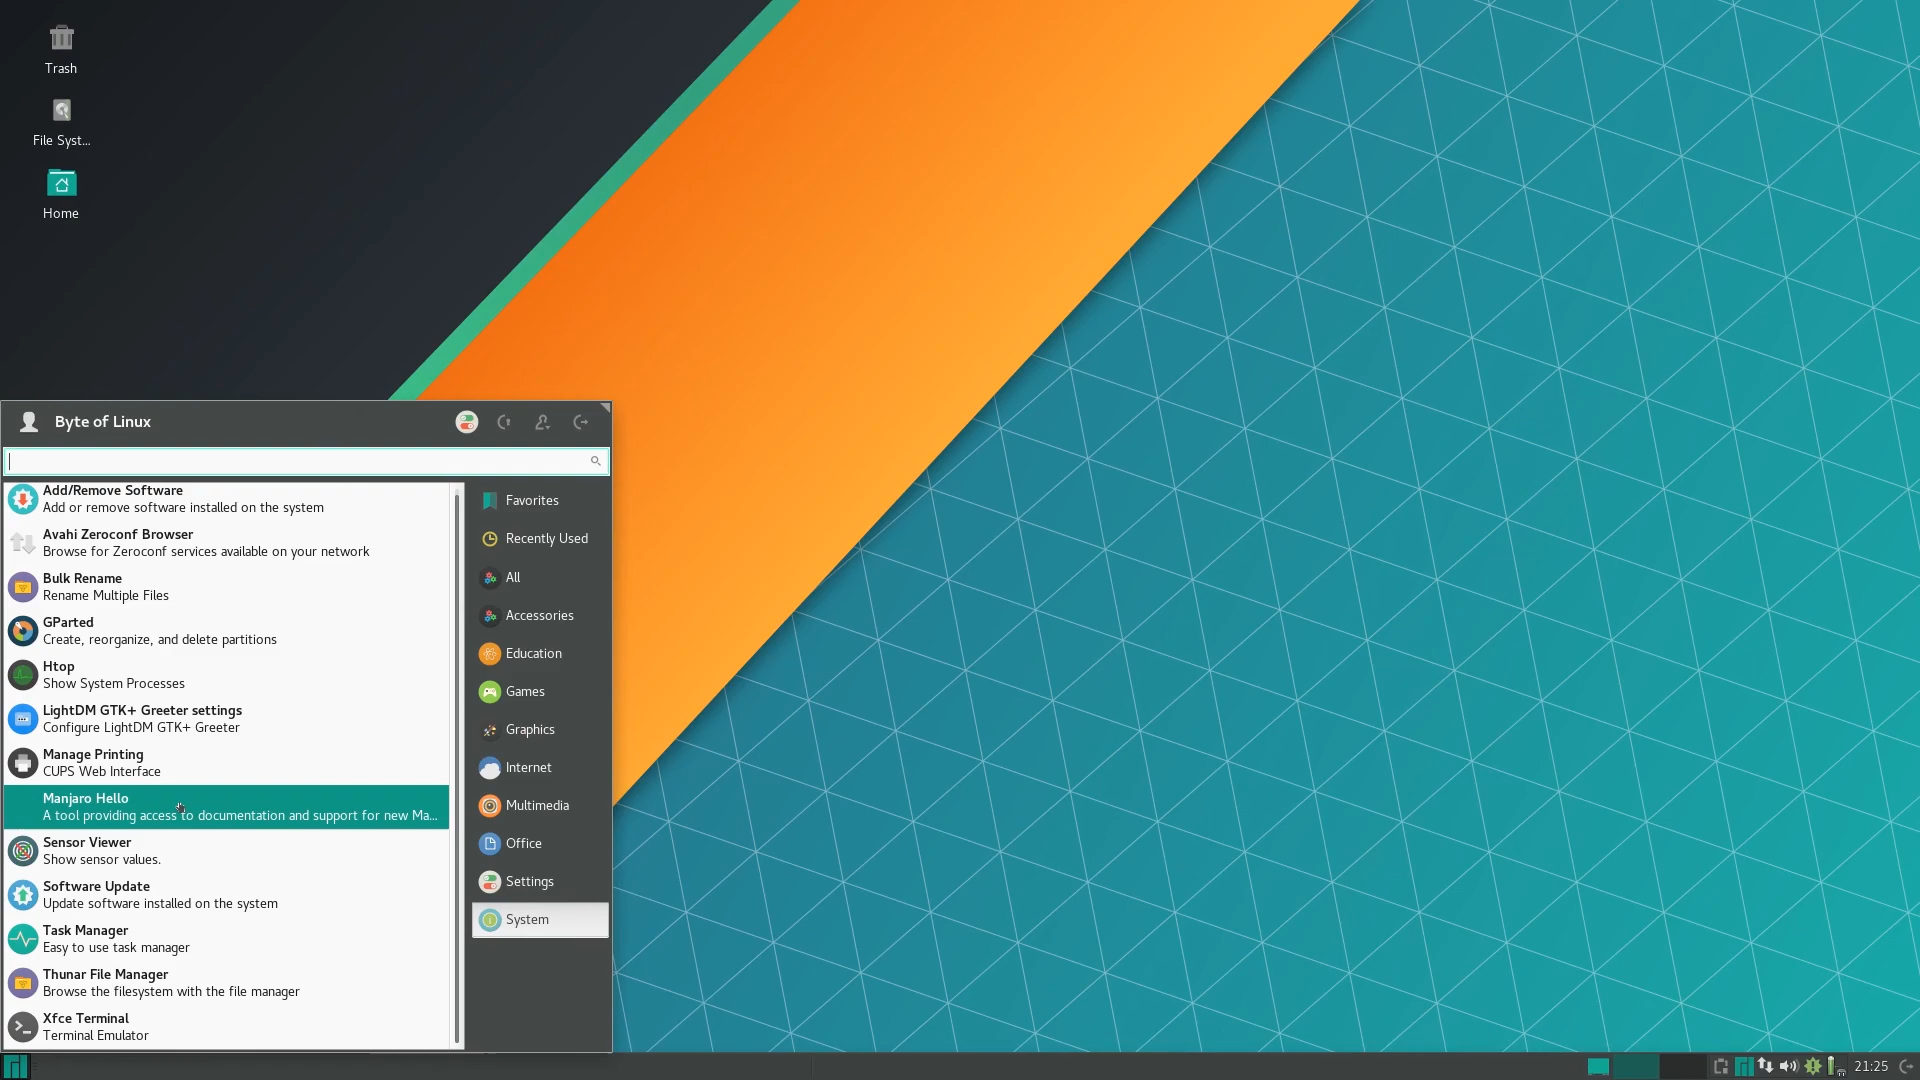 Trash
File Syst...
Home
Byte of Linux
Add/Remove Software
Add or remove software installed on the system
Avahi Zeroconf Browser
Browse for Zeroconf services available on your network
Bulk Rename
Rename Multiple Files
GParted
Create, reorganize, and delete partitions
Htop
Show System Processes
LightDM GTK+ Greeter settings
Configure LightDM GTK+ Greeter
Manage Printing
CUPS Web Interface
Manjaro Hello
A tool providing access to documentation and support for new Ma...
Sensor Viewer
Show sensor values.
Software Update
Update software installed on the system
Task Manager
Easy to use task manager
Thunar File Manager
Browse the filesystem with the file manager
Xfce Terminal
Terminal Emulator
Favorites
Recently Used
All
Accessories
Education
Games
Graphics
Internet
Multimedia
Office
Settings
System
21:25